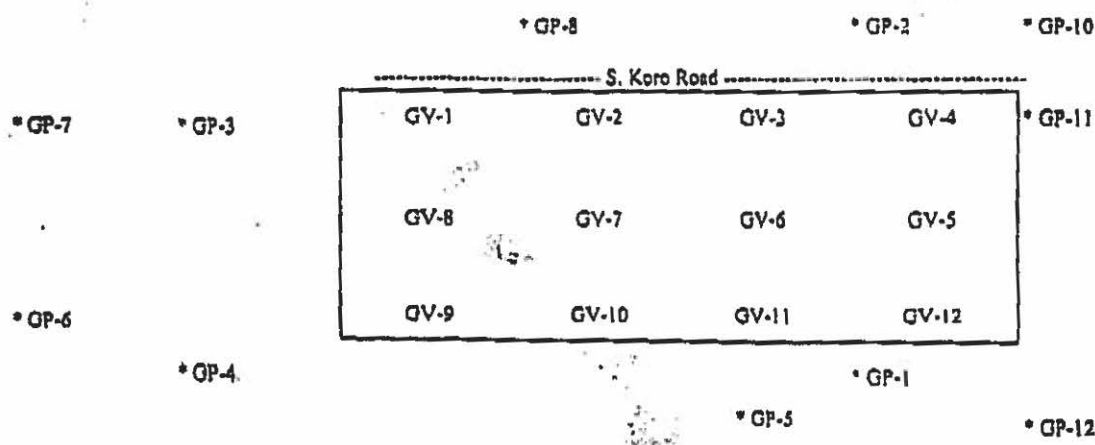 * GP-8 * GP-2 * GP-10
S. Koro Road
GV-1 GV-2 GV-3 GV-4
* GP-7 * GP-3 * GP-11
GV-8 GV-7 GV-6 GV-5
GV-9 GV-10 GV-11 GV-12
* GP-6
* GP-4 * GP-1
* GP-5 * GP-12